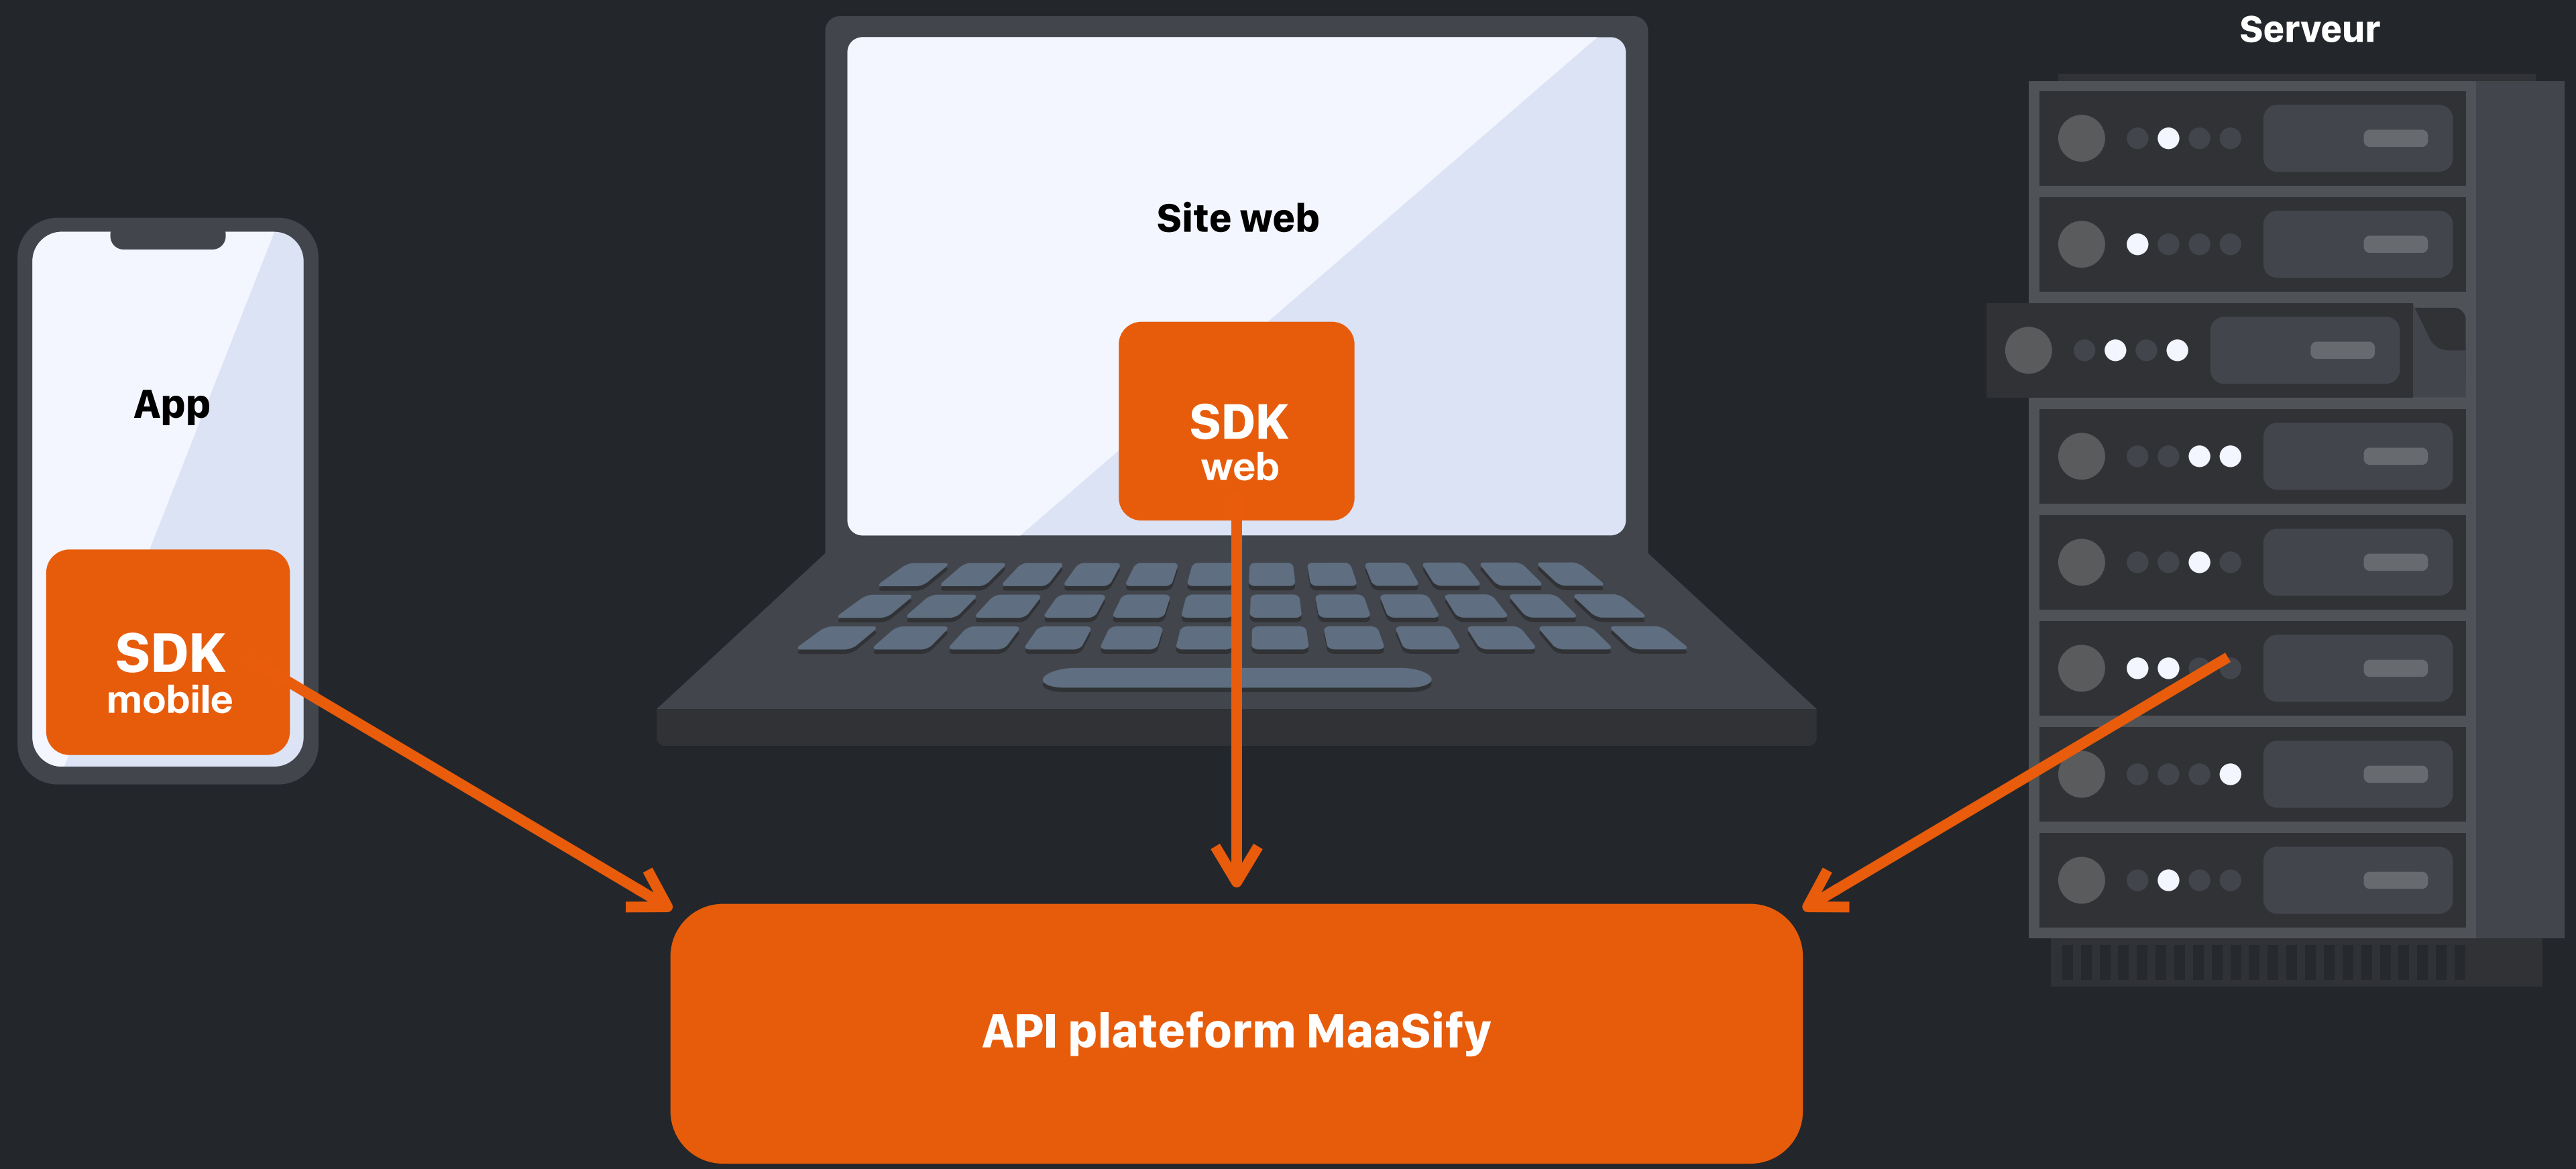 Serveur
Site web
App
SDK
web
SDK
mobile
API plateform MaaSify